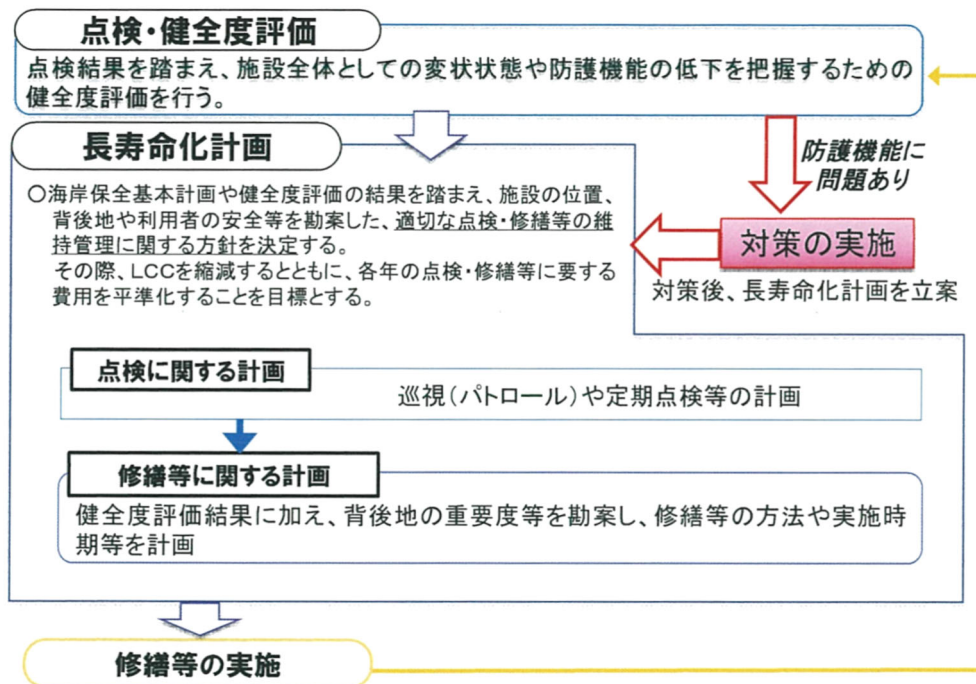 点検・健全度評価
点検結果を踏まえ、施設全体としての変状状態や防護機能の低下を把握するための
健全度評価を行う。
長寿命化計画
防護機能に
問題あり
○海岸保全基本計画や健全度評価の結果を踏まえ、施設の位置、
背後地や利用者の安全等を勘案した、適切な点検・修繕等の維
持管理に関する方針を決定する。
その際、LCCを縮減するとともに、各年の点検・修繕等に要する
費用を平準化することを目標とする。
対策の実施
対策後、長寿命化計画を立案
点検に関する計画
巡視(パトロール)や定期点検等の計画
修繕等に関する計画
健全度評価結果に加え、背後地の重要度等を勘案し、修繕等の方法や実施時
期等を計画
修繕等の実施